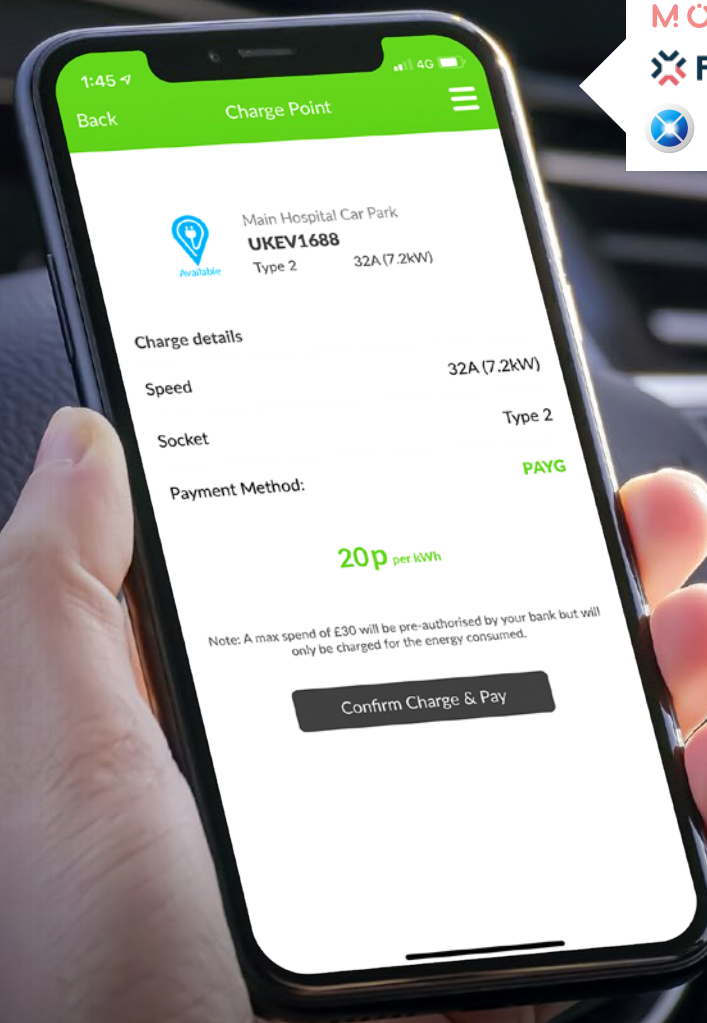 1:45
4G
Back
Charge Point
Main Hospital Car Park
UKEV1688
Available
Type 2
32A (7.2kW)
Charge details
Speed
32A (7.2kW)
Socket
Type 2
Payment Method:
PAYG
20p per kWh
Note: A max spend of £30 will be pre-authorised by your bank but will
only be charged for the energy consumed.
Confirm Charge & Pay